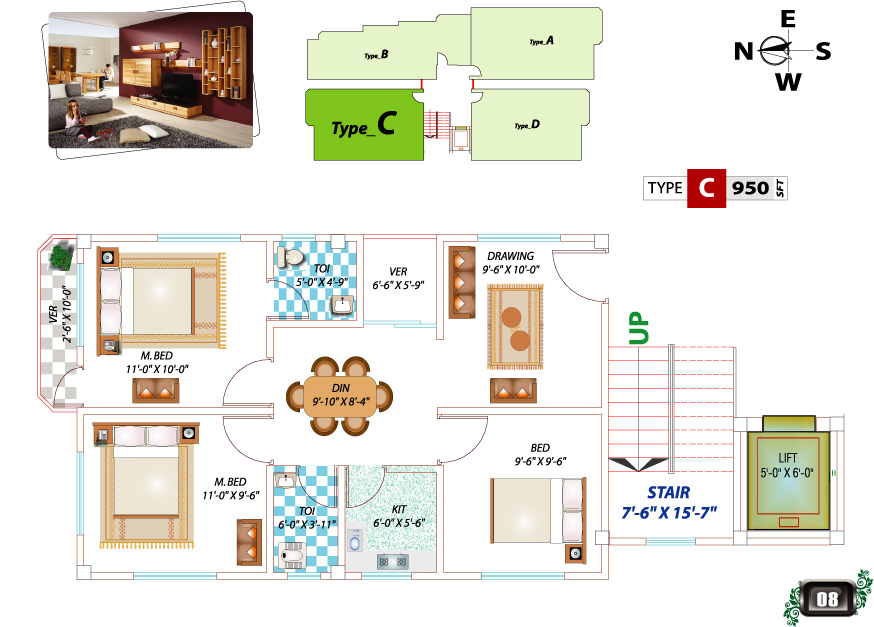 Type_B
Type_A
Type_C
Type_D
E
N S
W
TYPE C 950 SFT
VER
2'-6" X 10'-0"
M.BED
11'-0" X 10'-0"
TOI
5'-0" X 4'-9"
VER
6'-6" X 5'-9"
DRAWING
9'-6" X 10'-0"
UP
DIN
9'-10" X 8'-4"
M.BED
11'-0" X 9'-6"
TOI
6'-0" X 3'-11"
KIT
6'-0" X 5'-6"
BED
9'-6" X 9'-6"
STAIR
7'-6" X 15'-7"
LIFT
5'-0" X 6'-0"
08